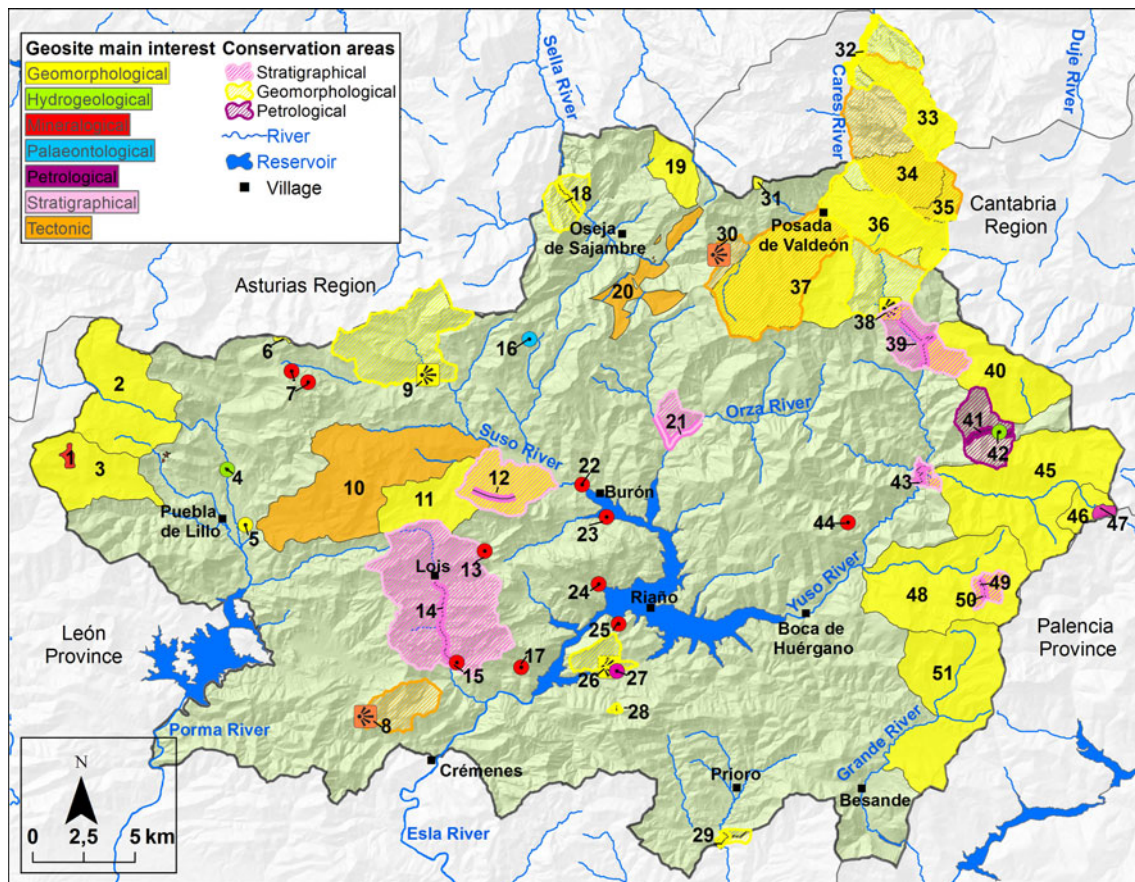 Geosite main interest
Geomorphological
Hydrogeological
Mineralogical
Palaeontological
Petrological
Stratigraphical
Tectonic
Conservation areas
Stratigraphical
Geomorphological
Petrological
River
Reservoir
Village
Sella River
Cares River
Duje River
32
33
19
34
18
31
35
Cantabria
Region
Oseja
de Sajambre
30
Posada
de Valdeón
36
Asturias Region
20
37
38
16
39
6
2
9
7
40
Orza River
21
41
Suso River
42
1
3
4
10
12
22
43
45
11
Burón
Puebla
de Lillo
5
23
44
46
47
13
Lois
24
Riaño
Yuso River
48
49
14
50
25
Boca de
Huérgano
León
Province
Palencia
Province
15
17
26
27
51
28
8
Porma River
Grande River
N
Crémenes
Prioro
Besande
0
2,5
5 km
Esla River
29